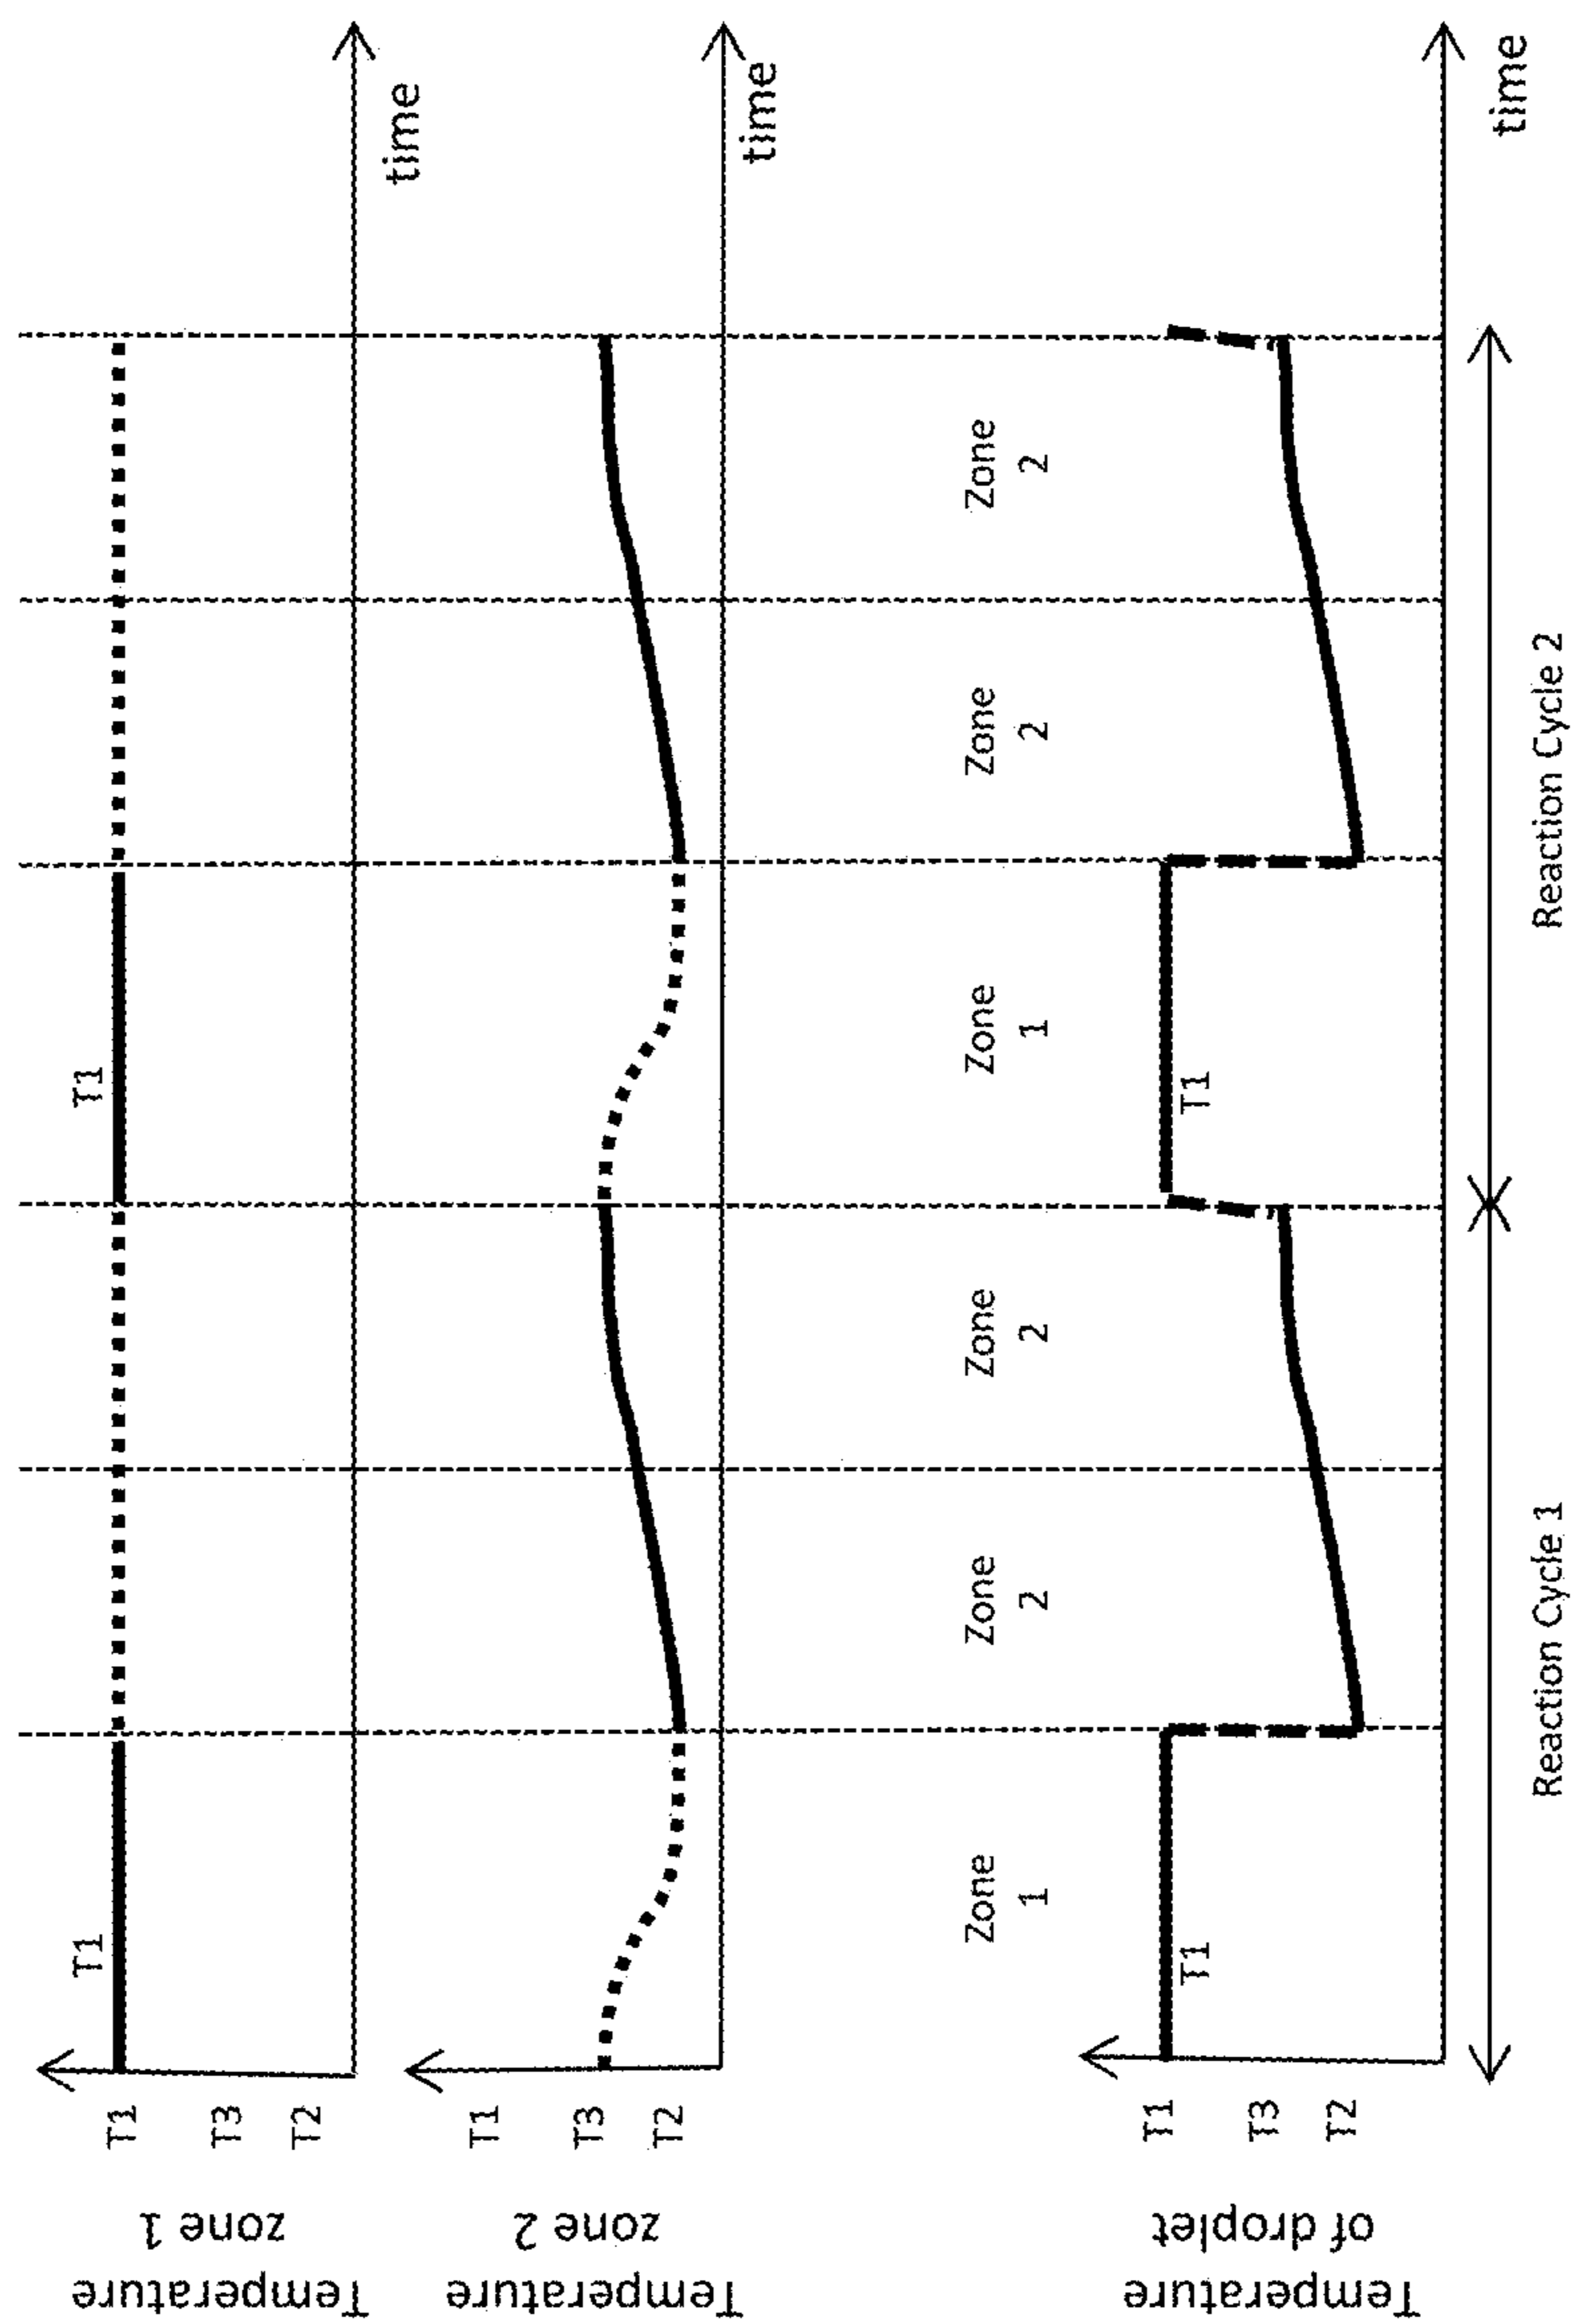 Temperature
zone 1
T1
T3
T2
T1
T1
time
Temperature
zone 2
T1
T3
T2
time
Zone
1
Zone
2
Zone
2
Zone
1
Zone
2
Zone
2
Temperature
of droplet
T1
T3
T2
T1
T1
time
Reaction Cycle 1
Reaction Cycle 2